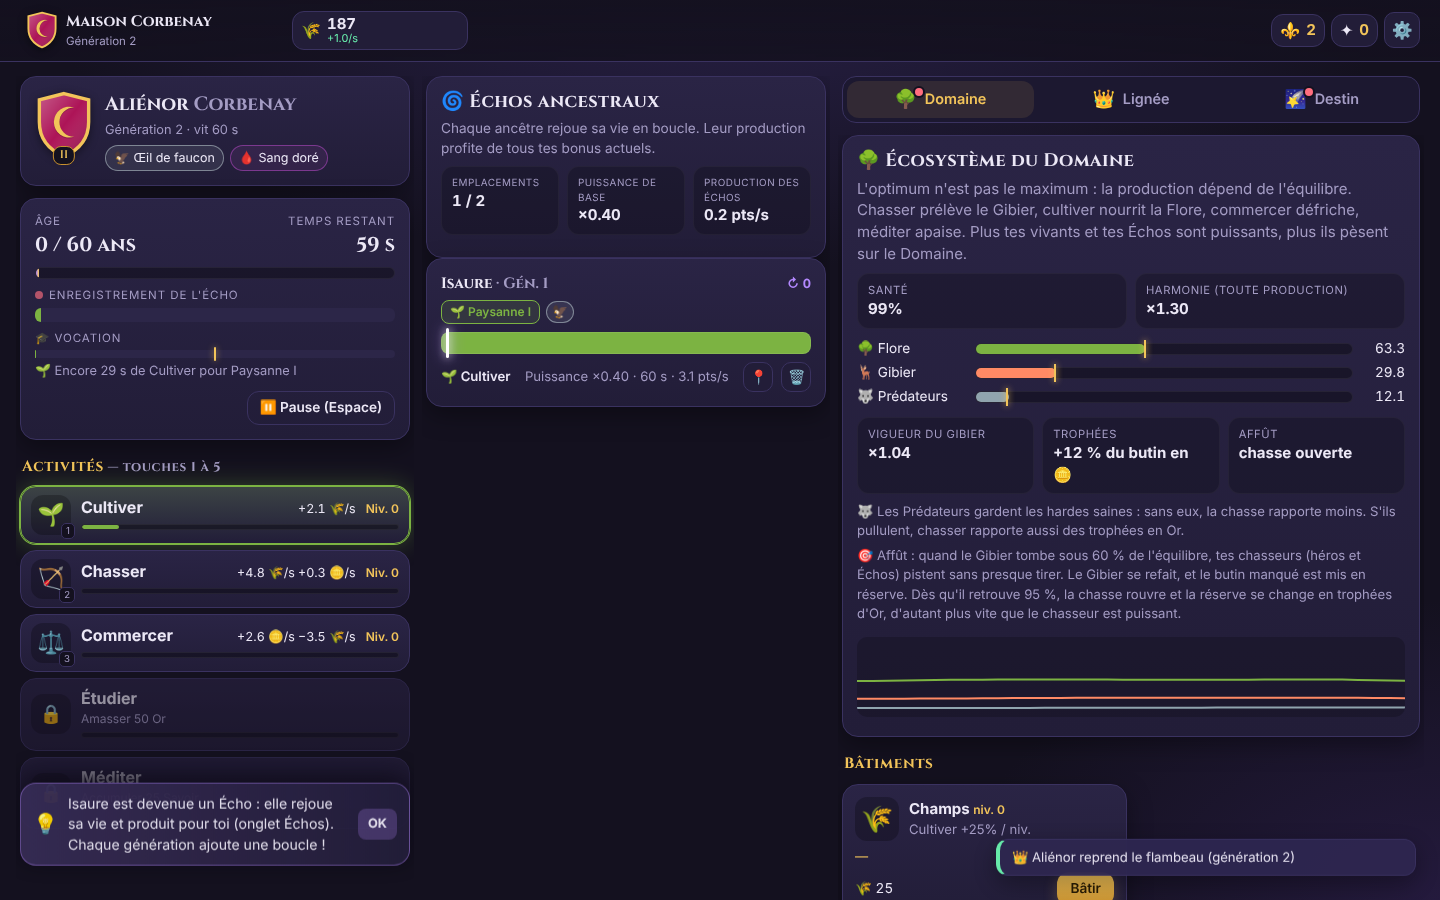 Maison Corbenay
Génération 2
187
+1.0/s
2
0
Aliénor Corbenay
Génération 2 · vit 60 s
Œil de faucon
Sang doré
II
ÂGE
TEMPS RESTANT
0 / 60 ans
59 s
ENREGISTREMENT DE L'ÉCHO
VOCATION
Encore 29 s de Cultiver pour Paysanne I
Pause (Espace)
Activités — touches 1 à 5
Cultiver
+2.1 /s Niv. 0
1
Chasser
+4.8 /s +0.3 /s Niv. 0
2
Commercer
+2.6 /s −3.5 /s Niv. 0
3
Étudier
Amasser 50 Or
Méditer
Isaure est devenue un Écho : elle rejoue
sa vie et produit pour toi (onglet Échos).
Chaque génération ajoute une boucle !
OK
Échos ancestraux
Chaque ancêtre rejoue sa vie en boucle. Leur production
profite de tous tes bonus actuels.
EMPLACEMENTS
1 / 2
PUISSANCE DE
BASE
×0.40
PRODUCTION DES
ÉCHOS
0.2 pts/s
Isaure · Gén. 1
↻ 0
Paysanne I
Cultiver
Puissance ×0.40 · 60 s · 3.1 pts/s
Domaine
Lignée
Destin
Écosystème du Domaine
L'optimum n'est pas le maximum : la production dépend de l'équilibre.
Chasser prélève le Gibier, cultiver nourrit la Flore, commercer défriche,
méditer apaise. Plus tes vivants et tes Échos sont puissants, plus ils pèsent
sur le Domaine.
SANTÉ
99%
HARMONIE (TOUTE PRODUCTION)
×1.30
Flore
63.3
Gibier
29.8
Prédateurs
12.1
VIGUEUR DU GIBIER
×1.04
TROPHÉES
+12 % du butin en
AFFÛT
chasse ouverte
Les Prédateurs gardent les hardes saines : sans eux, la chasse rapporte moins. S'ils
pullulent, chasser rapporte aussi des trophées en Or.
Affût : quand le Gibier tombe sous 60 % de l'équilibre, tes chasseurs (héros et
Échos) pistent sans presque tirer. Le Gibier se refait, et le butin manqué est mis en
réserve. Dès qu'il retrouve 95 %, la chasse rouvre et la réserve se change en trophées
d'Or, d'autant plus vite que le chasseur est puissant.
Bâtiments
Champs niv. 0
Cultiver +25% / niv.
—
25
Bâtir
Aliénor reprend le flambeau (génération 2)